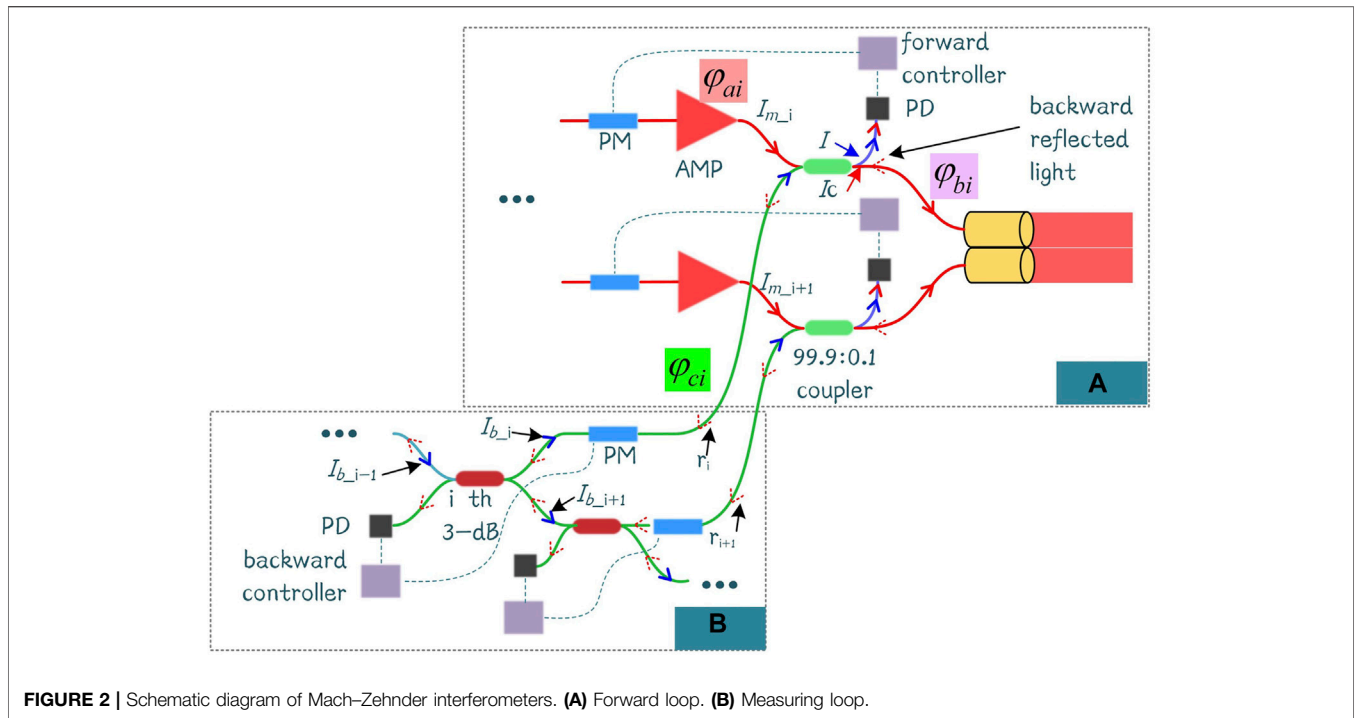 forward
controller
φai
PD
PM
AMP
Im_i
I
Ic
backward
reflected
light
φbi
...
Im_i+1
φci
99.9:0.1
coupler
A
...
Ib_i
PM
ri
Ib_i-1
i th
3-dB
Ib_i+1
PD
backward
controller
ri+1
...
B
FIGURE 2 | Schematic diagram of Mach–Zehnder interferometers. (A) Forward loop. (B) Measuring loop.